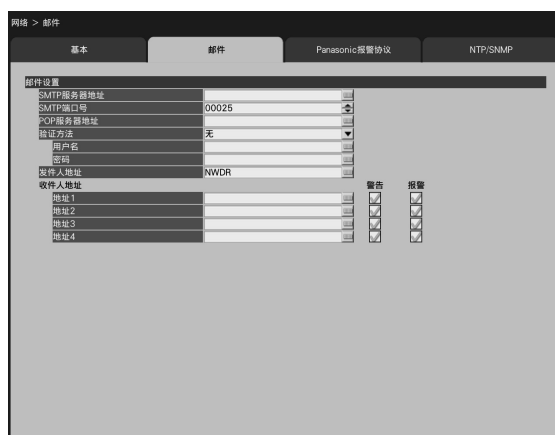 网络 > 邮件
基本 邮件 Panasonic报警协议 NTP/SNMP
邮件设置
SMTP服务器地址
SMTP端口号 00025
POP服务器地址
验证方法 无
用户名
密码
发件人地址 NWDR
收件人地址 警告 报警
地址1
地址2
地址3
地址4